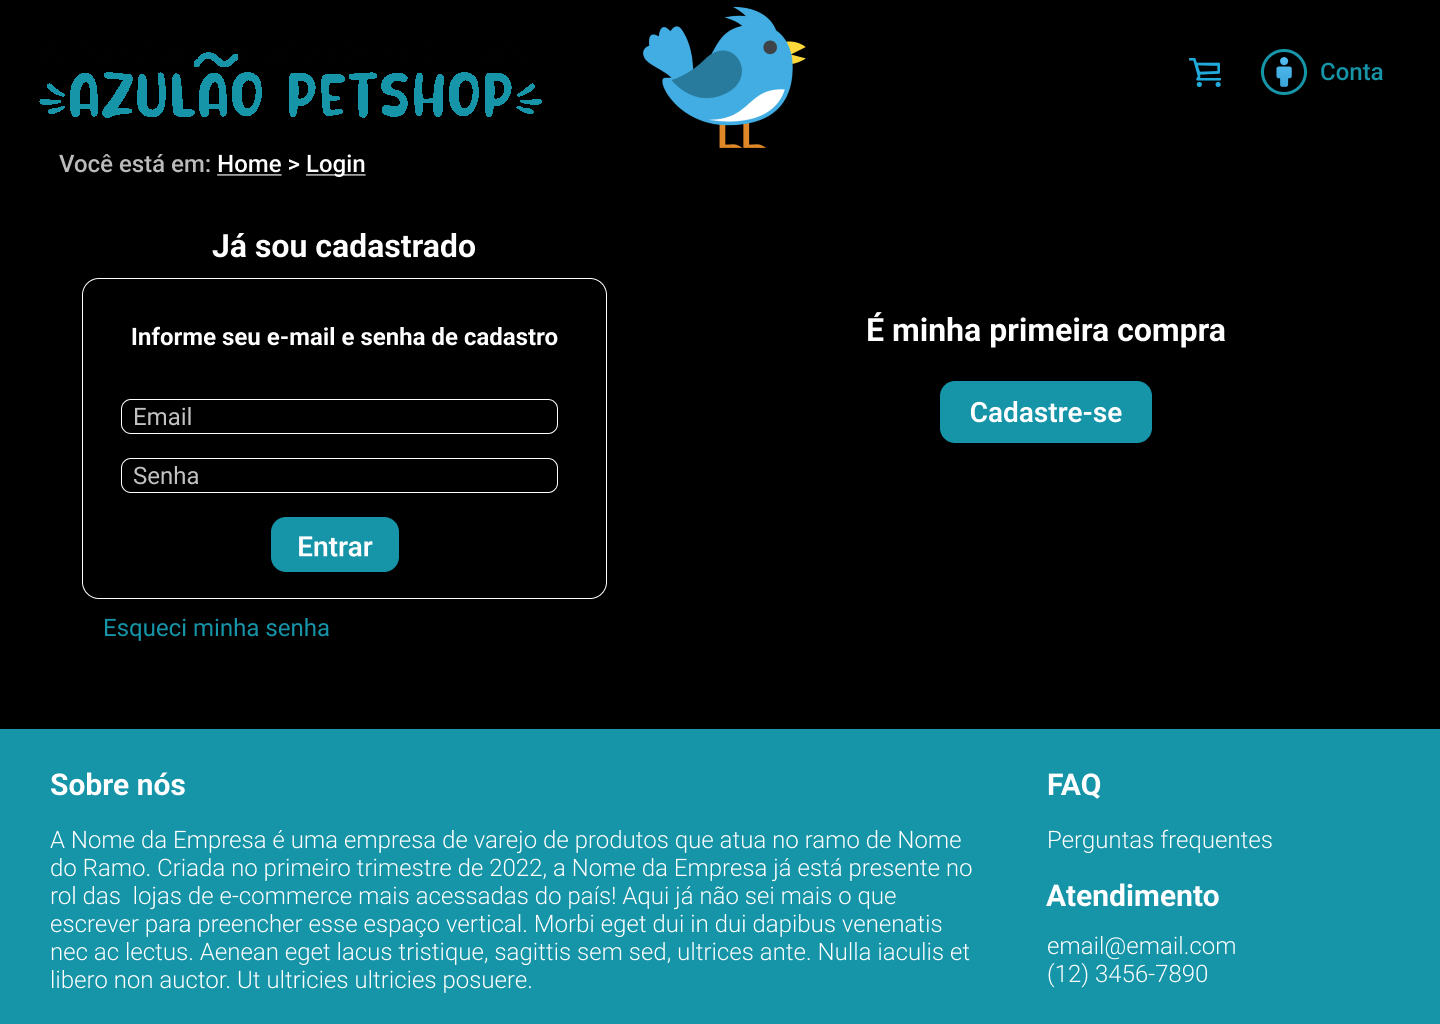 AZULÃO PETSHOP
Conta
Você está em: Home > Login
Já sou cadastrado
Informe seu e-mail e senha de cadastro
Email
Senha
Entrar
Esqueci minha senha
É minha primeira compra
Cadastre-se
Sobre nós
A Nome da Empresa é uma empresa de varejo de produtos que atua no ramo de Nome
do Ramo. Criada no primeiro trimestre de 2022, a Nome da Empresa já está presente no
rol das  lojas de e-commerce mais acessadas do país! Aqui já não sei mais o que
escrever para preencher esse espaço vertical. Morbi eget dui in dui dapibus venenatis
nec ac lectus. Aenean eget lacus tristique, sagittis sem sed, ultrices ante. Nulla iaculis et
libero non auctor. Ut ultricies ultricies posuere.
FAQ
Perguntas frequentes
Atendimento
email@email.com
(12) 3456-7890